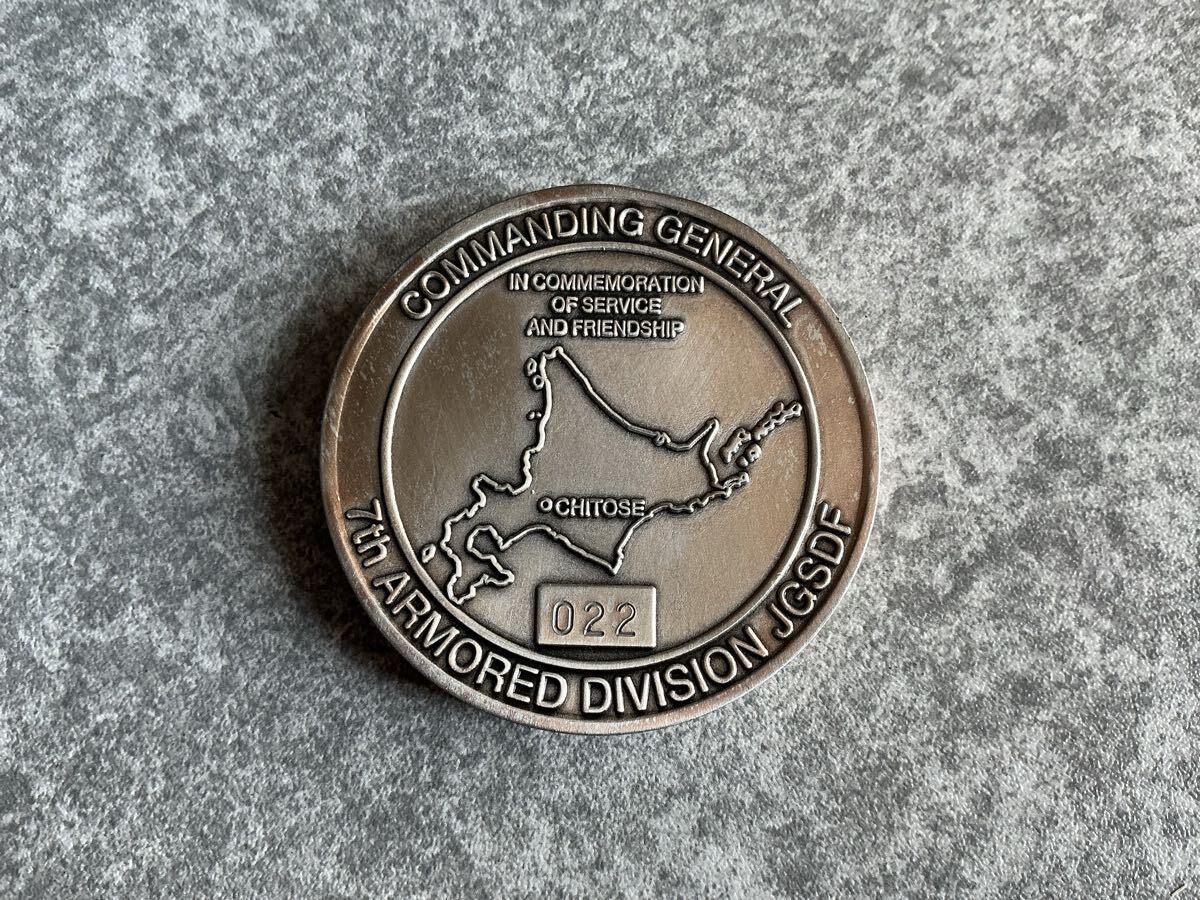 COMMANDING GENERAL
IN COMMEMORATION
OF SERVICE
AND FRIENDSHIP
CHITOSE
022
7th ARMORED DIVISION JGSDF